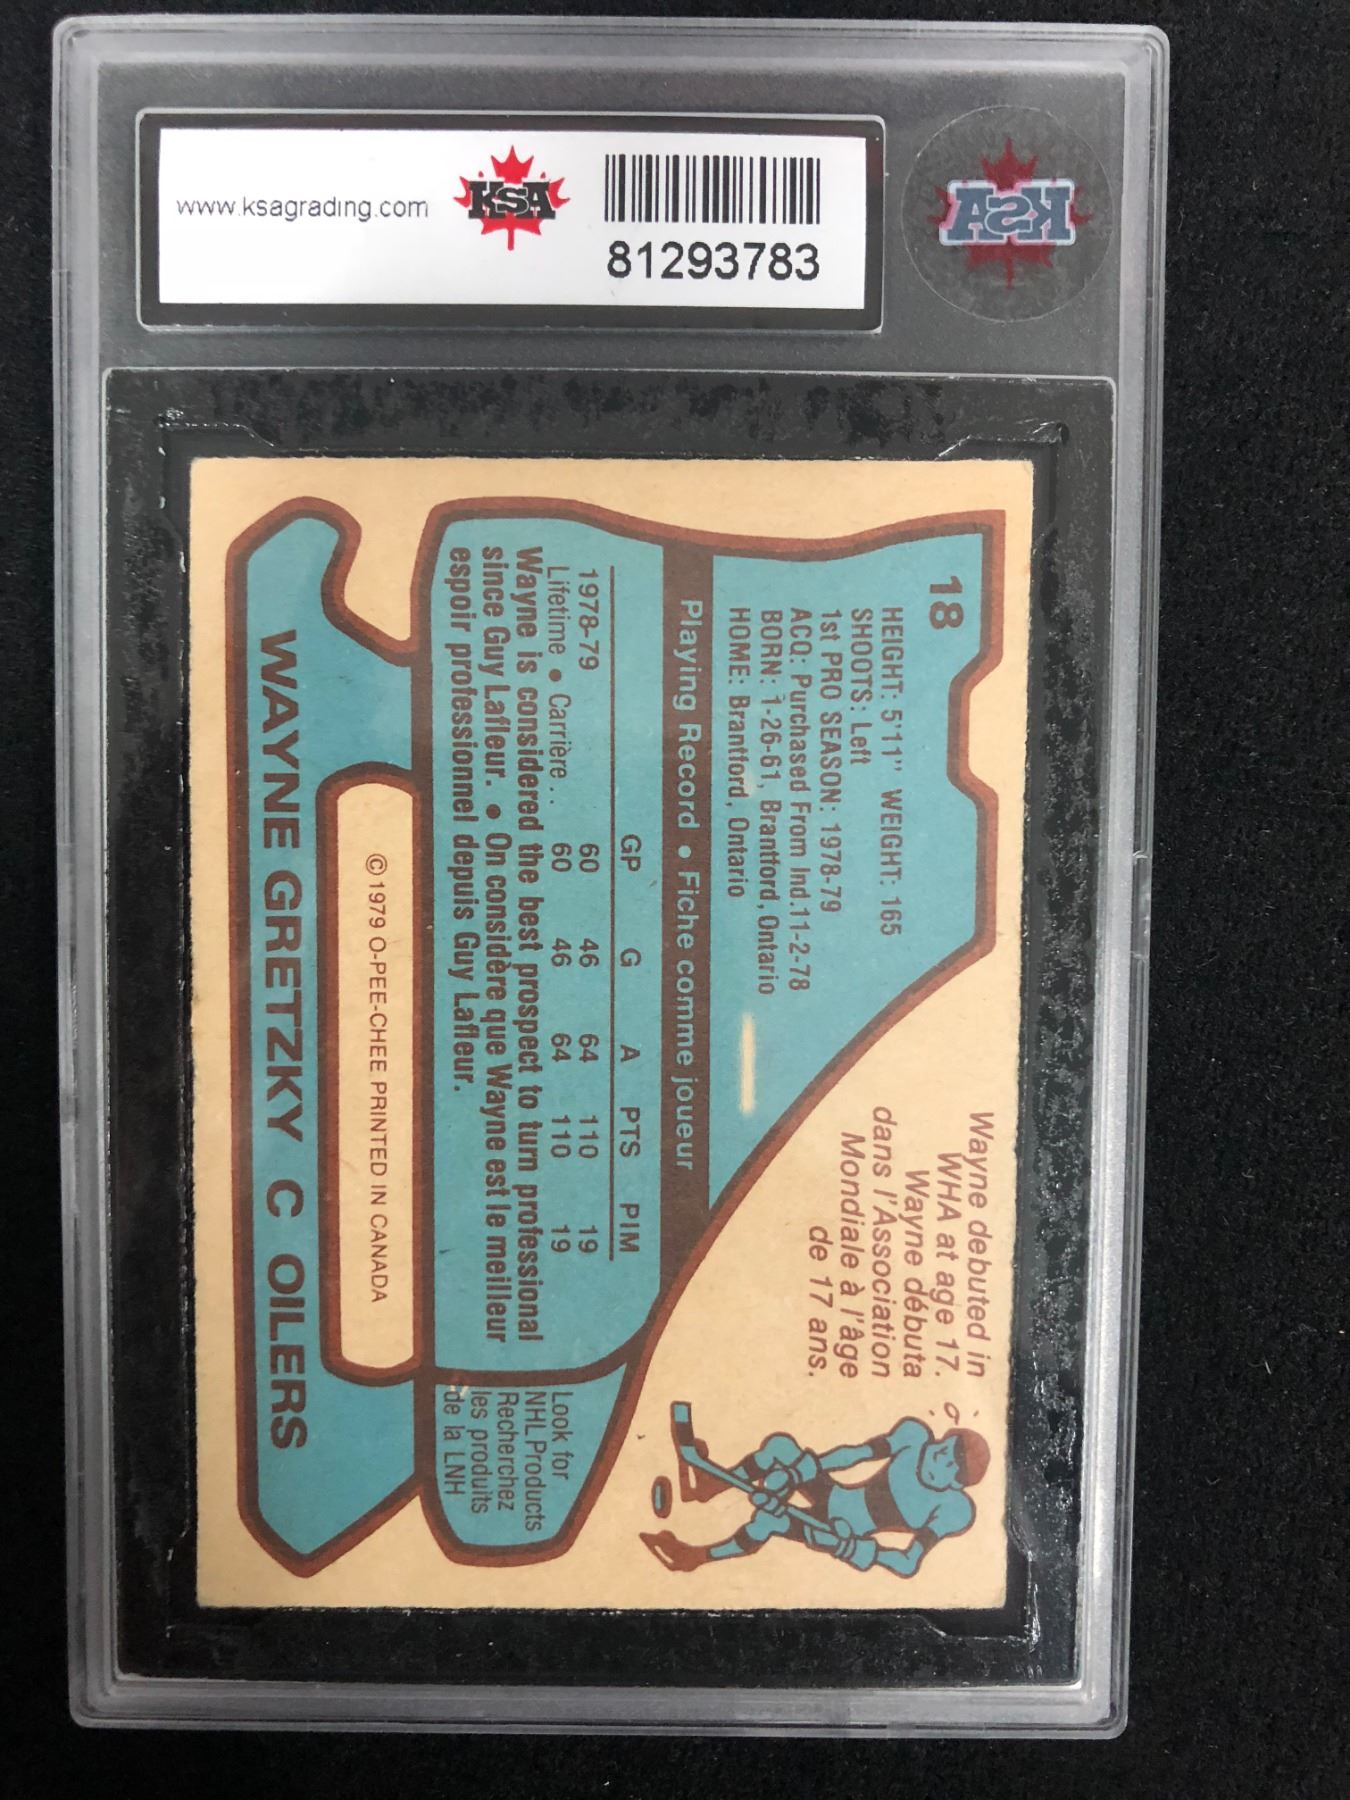 www.ksagrading.com
KSA
81293783
KSA
18
HEIGHT: 5'11" WEIGHT: 165
SHOOTS: Left
1st PRO SEASON: 1978-79
ACQ: Purchased From Ind.11-2-78
BORN: 1-26-61, Brantford, Ontario
HOME: Brantford, Ontario
Wayne debuted in
WHA at age 17.
Wayne débuta
dans l'Association
Mondiale à l'âge
de 17 ans.
Playing Record • Fiche comme joueur
GP G A PTS PIM
1978-79 60 46 64 110 19
Lifetime • Carrière.. 60 46 64 110 19
Wayne is considered the best prospect to turn professional
since Guy Lafleur. • On considère que Wayne est le meilleur
espoir professionnel depuis Guy Lafleur.
Look for
NHL Products
Recherchez
les produits
de la LNH
© 1979 O-PEE-CHEE PRINTED IN CANADA
WAYNE GRETZKY C OILERS